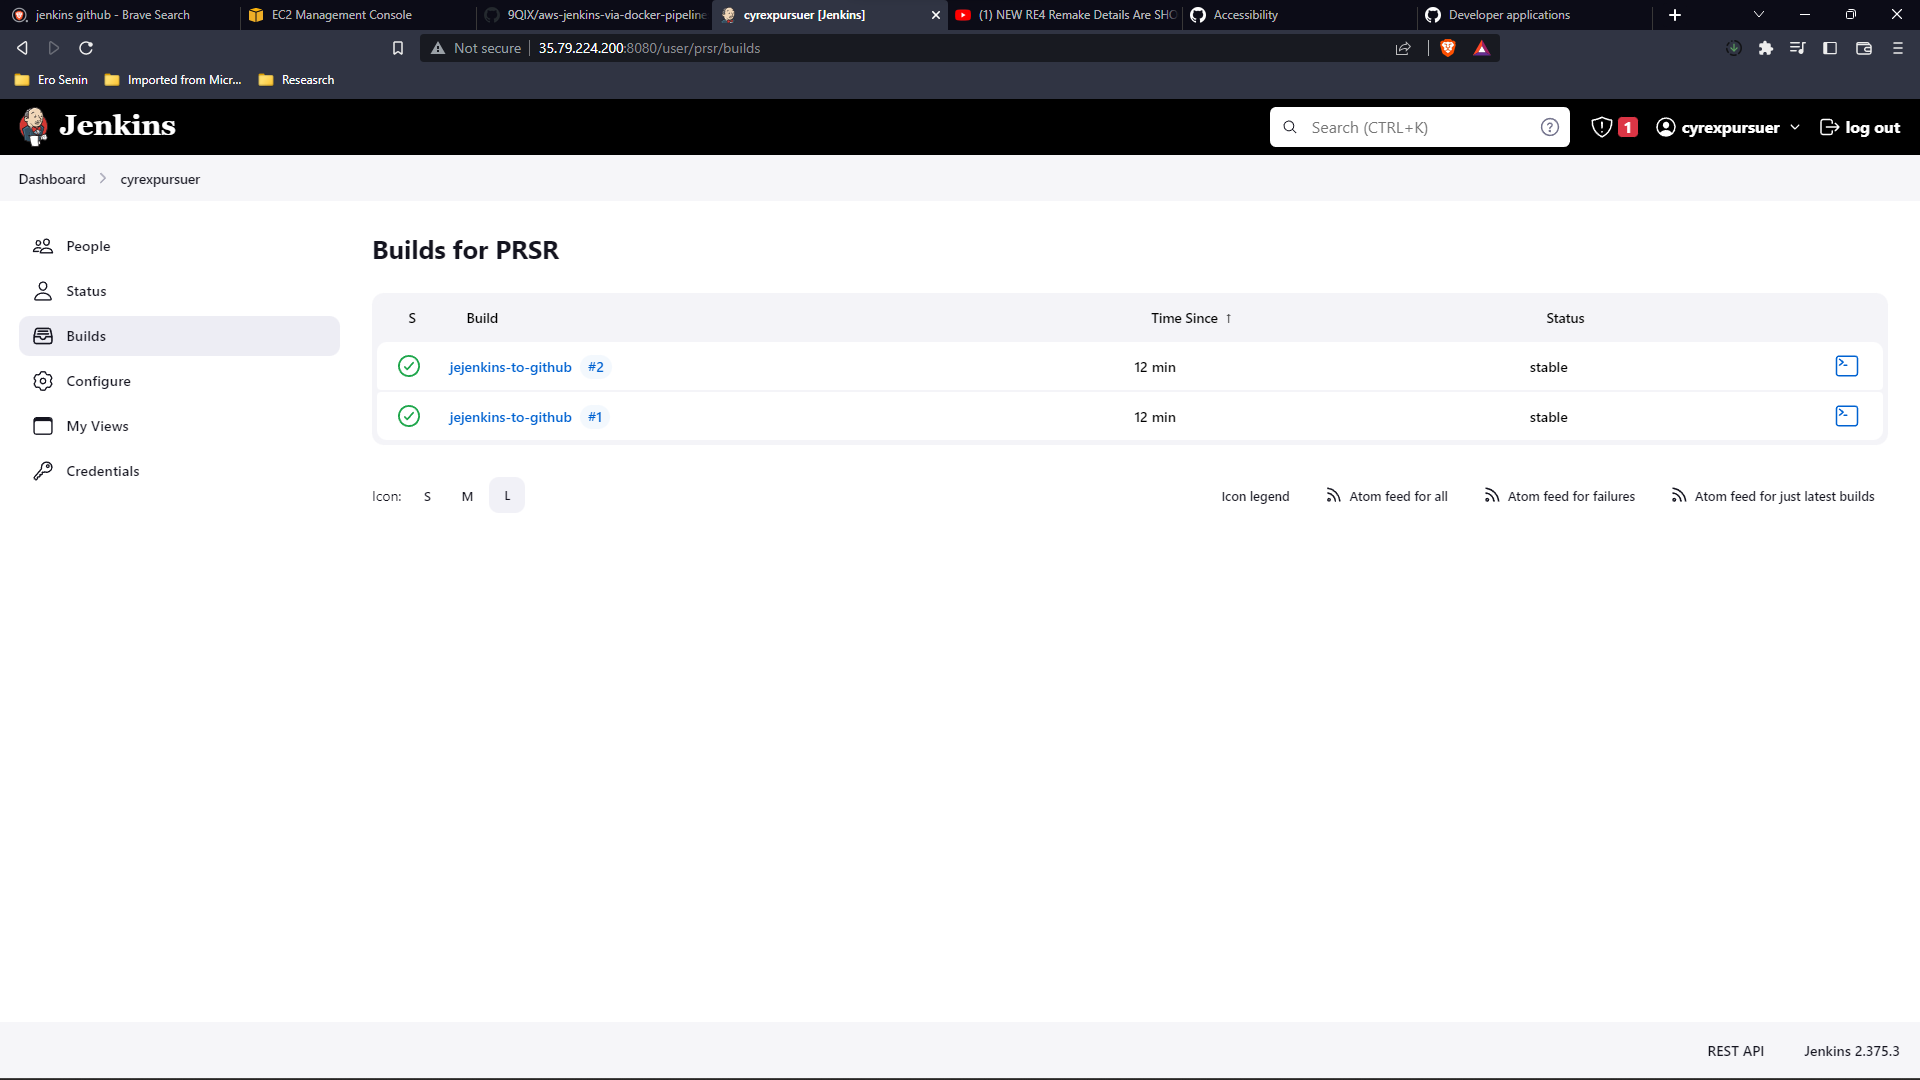 jenkins github - Brave Search
EC2 Management Console
9QIX/aws-jenkins-via-docker-pipeline
cyrexpursuer [Jenkins]
(1) NEW RE4 Remake Details Are SHO
Accessibility
Developer applications
Not secure 35.79.224.200:8080/user/prsr/builds
Ero Senin
Imported from Micr...
Reseasrch
Jenkins
Search (CTRL+K)
1
cyrexpursuer
log out
Dashboard
cyrexpursuer
People
Status
Builds
Configure
My Views
Credentials
Builds for PRSR
S Build Time Since ↑ Status
jejenkins-to-github #2 12 min stable
jejenkins-to-github #1 12 min stable
Icon: S M L
Icon legend
Atom feed for all
Atom feed for failures
Atom feed for just latest builds
REST API
Jenkins 2.375.3